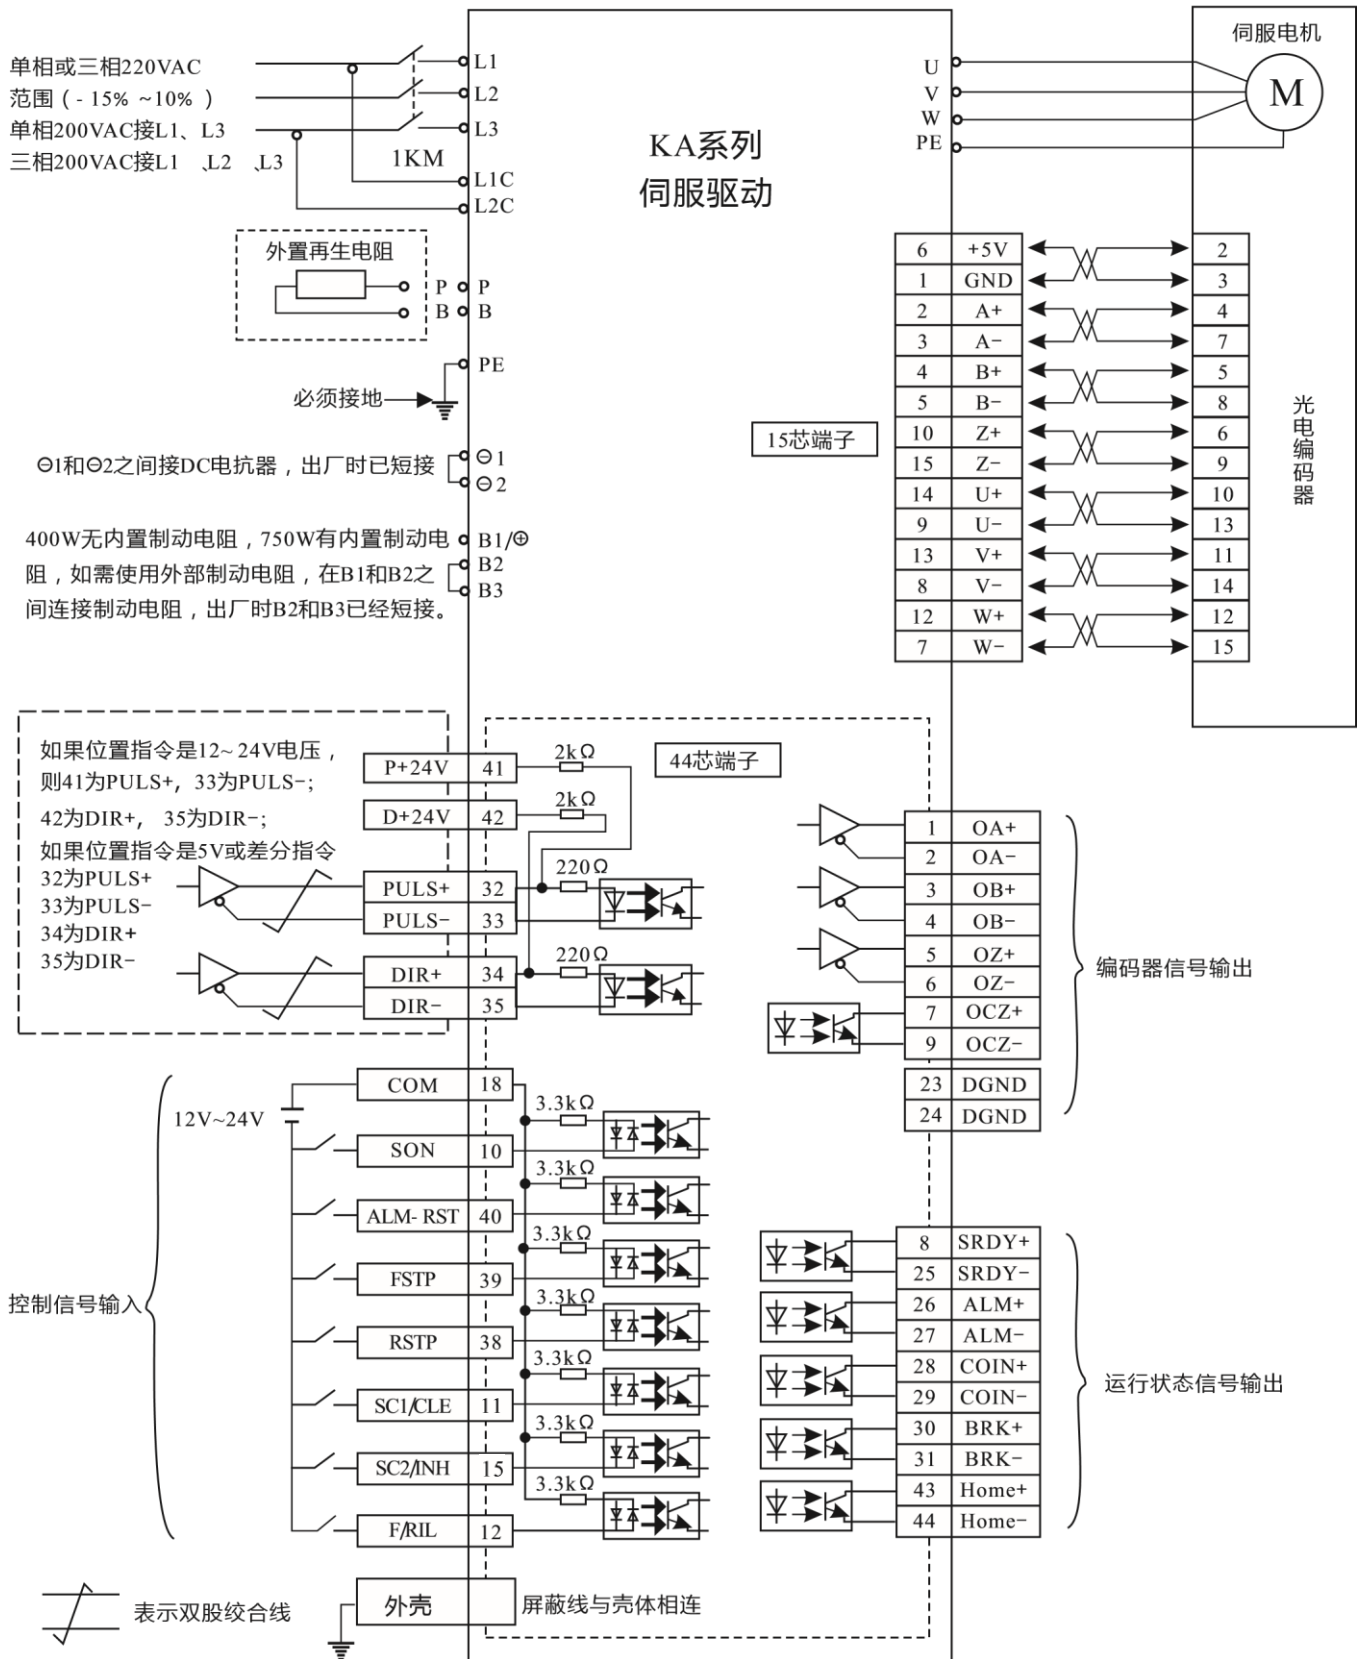 单相或三相220VAC
范围（- 15% ~10% ）
单相200VAC接L1、L3
三相200VAC接L1 、L2 、L3
1KM
L1
L2
L3
L1C
L2C
KA系列
伺服驱动
U
V
W
PE
伺服电机
M
外置再生电阻
P P
B B
PE
必须接地
⊖1和⊖2之间接DC电抗器，出厂时已短接
⊖1
⊖2
400W无内置制动电阻，750W有内置制动电
阻，如需使用外部制动电阻，在B1和B2之
间连接制动电阻，出厂时B2和B3已经短接。
B1/⊕
B2
B3
15芯端子
6 +5V 2
1 GND 3
2 A+ 4
3 A- 7
4 B+ 5
5 B- 8
10 Z+ 6
15 Z- 9
14 U+ 10
9 U- 13
13 V+ 11
8 V- 14
12 W+ 12
7 W- 15
光电编码器
如果位置指令是12~24V电压，
则41为PULS+，33为PULS-；
42为DIR+， 35为DIR-；
如果位置指令是5V或差分指令
32为PULS+
33为PULS-
34为DIR+
35为DIR-
P+24V 41 2kΩ
D+24V 42 2kΩ
PULS+ 32 220Ω
PULS- 33
DIR+ 34 220Ω
DIR- 35
44芯端子
1 OA+
2 OA-
3 OB+
4 OB-
5 OZ+
6 OZ-
7 OCZ+
9 OCZ-
23 DGND
24 DGND
编码器信号输出
控制信号输入
12V~24V
COM 18
3.3kΩ
SON 10
3.3kΩ
ALM- RST 40
3.3kΩ
FSTP 39
3.3kΩ
RSTP 38
3.3kΩ
SC1/CLE 11
3.3kΩ
SC2/INH 15
3.3kΩ
F/RIL 12
8 SRDY+
25 SRDY-
26 ALM+
27 ALM-
28 COIN+
29 COIN-
30 BRK+
31 BRK-
43 Home+
44 Home-
运行状态信号输出
表示双股绞合线
外壳
屏蔽线与壳体相连